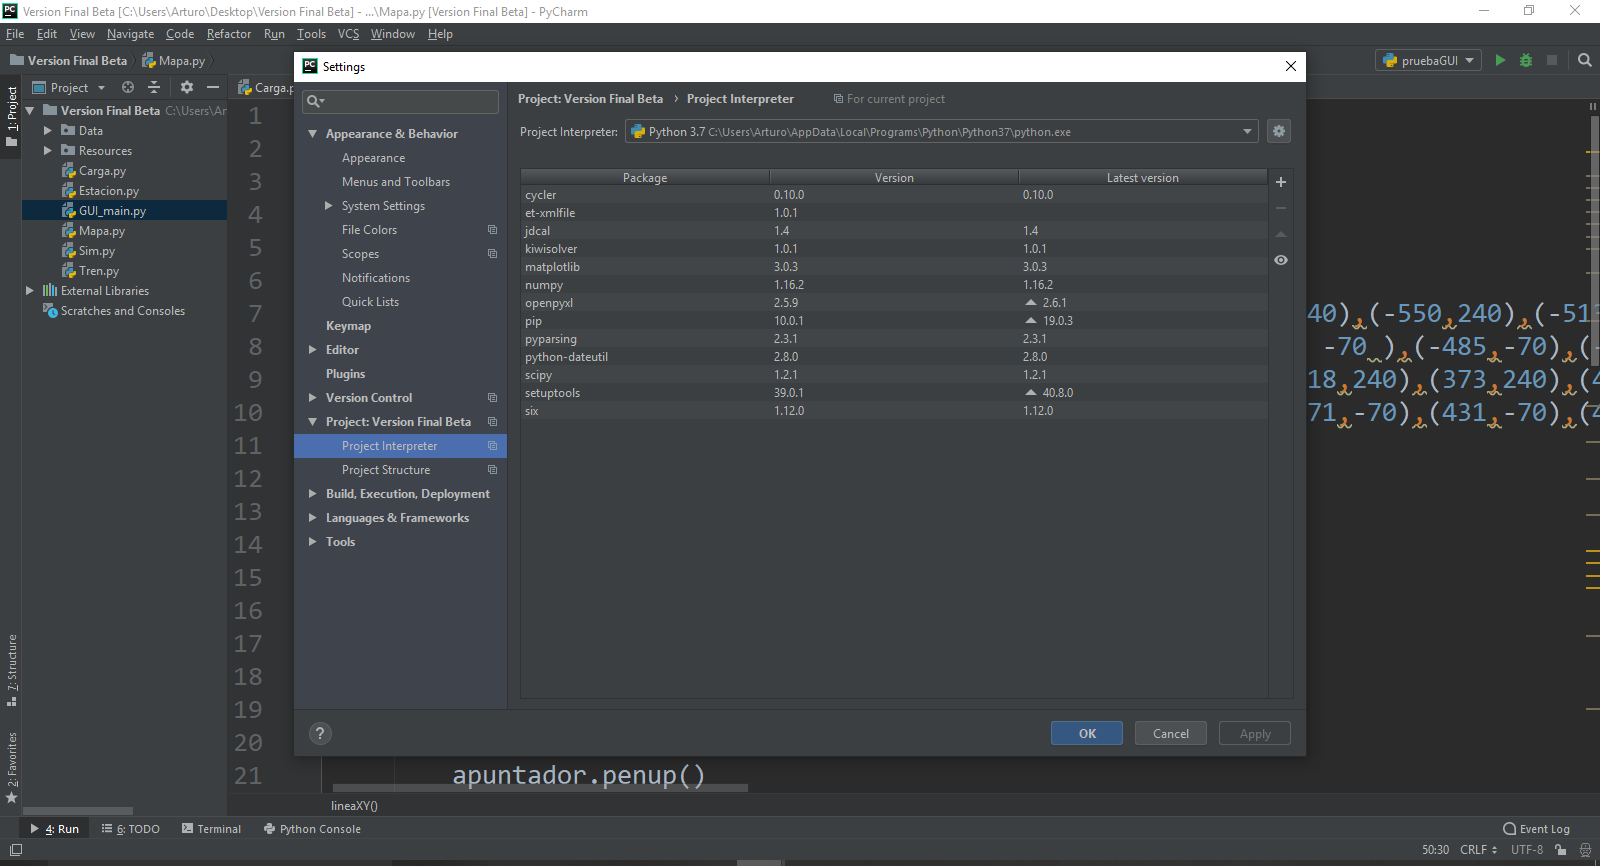 Version Final Beta [C:\Users\Arturo\Desktop\Version Final Beta] - ...\Mapa.py [Version Final Beta] - PyCharm
File Edit View Navigate Code Refactor Run Tools VCS Window Help
Version Final Beta Mapa.py
pruebaGUI
1: Project
7: Structure
2: Favorites
Project
Version Final Beta C:\Users\Ar
Data
Resources
Carga.py
Estacion.py
GUI_main.py
Mapa.py
Sim.py
Tren.py
External Libraries
Scratches and Consoles
Carga.p
1
2
3
4
5
6
7
8
9
10
11
12
13
14
15
16
17
18
19
20
21
40),(-550,240),(-513
-70 ),(-485,-70),(-
18,240),(373,240),(4
71,-70),(431,-70),(4
apuntador.penup()
lineaXY()
Settings
Appearance & Behavior
Appearance
Menus and Toolbars
System Settings
File Colors
Scopes
Notifications
Quick Lists
Keymap
Editor
Plugins
Version Control
Project: Version Final Beta
Project Interpreter
Project Structure
Build, Execution, Deployment
Languages & Frameworks
Tools
Project: Version Final Beta › Project Interpreter For current project
Project Interpreter: Python 3.7 C:\Users\Arturo\AppData\Local\Programs\Python\Python37\python.exe
Package Version Latest version
cycler 0.10.0 0.10.0
et-xmlfile 1.0.1
jdcal 1.4 1.4
kiwisolver 1.0.1 1.0.1
matplotlib 3.0.3 3.0.3
numpy 1.16.2 1.16.2
openpyxl 2.5.9 2.6.1
pip 10.0.1 19.0.3
pyparsing 2.3.1 2.3.1
python-dateutil 2.8.0 2.8.0
scipy 1.2.1 1.2.1
setuptools 39.0.1 40.8.0
six 1.12.0 1.12.0
? OK Cancel Apply
4: Run 6: TODO Terminal Python Console Event Log
50:30 CRLF UTF-8